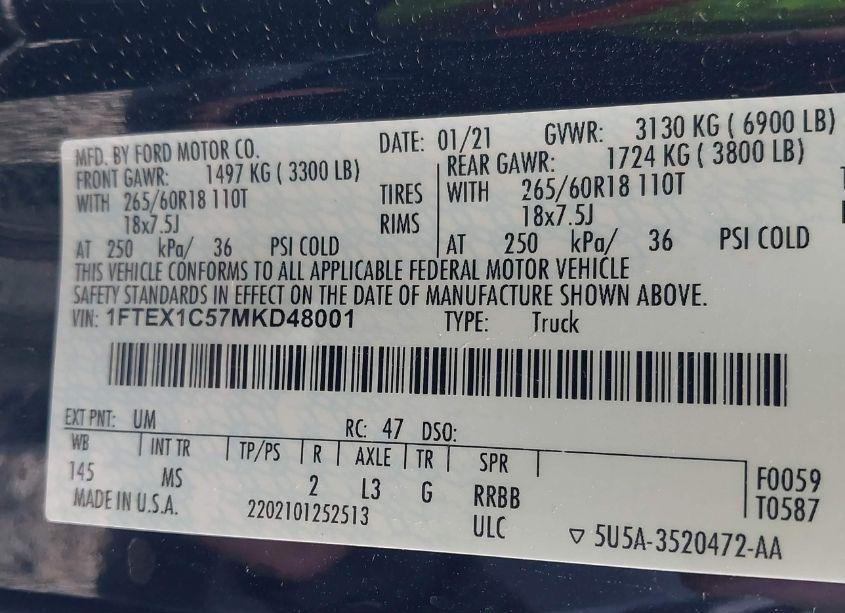 MFD. BY FORD MOTOR CO. DATE: 01/21 GVWR: 3130 KG ( 6900 LB)
FRONT GAWR: 1497 KG ( 3300 LB) REAR GAWR: 1724 KG ( 3800 LB)
WITH 265/60R18 110T TIRES WITH 265/60R18 110T
18x7.5J RIMS 18x7.5J
AT 250 kPa/ 36 PSI COLD AT 250 kPa/ 36 PSI COLD
THIS VEHICLE CONFORMS TO ALL APPLICABLE FEDERAL MOTOR VEHICLE
SAFETY STANDARDS IN EFFECT ON THE DATE OF MANUFACTURE SHOWN ABOVE.
VIN: 1FTEX1C57MKD48001 TYPE: Truck
EXT PNT: UM RC: 47 DSO:
WB INT TR TP/PS R AXLE TR SPR
145 MS 2 L3 G RRBB F0059
MADE IN U.S.A. 2202101252513 ULC T0587
▽ 5U5A-3520472-AA